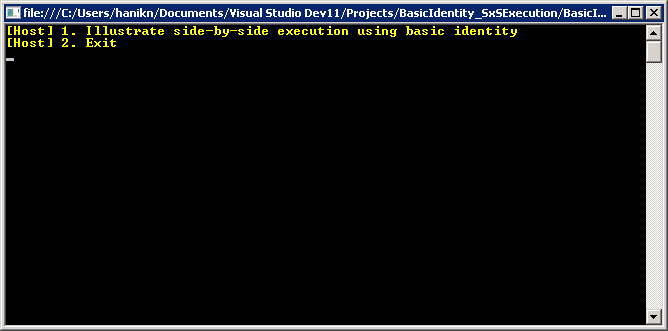 file:///C:/Users/hanikn/Documents/Visual Studio Dev11/Projects/BasicIdentity_SxSExecution/BasicI...
[Host] 1. Illustrate side-by-side execution using basic identity
[Host] 2. Exit